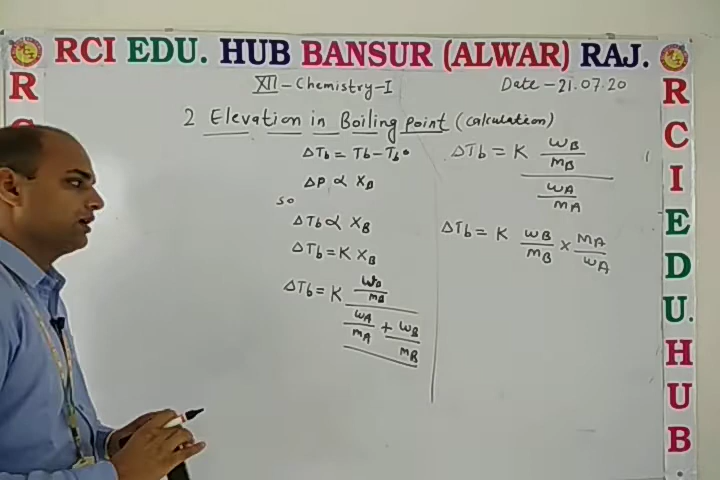 RCI EDU. HUB BANSUR (ALWAR) RAJ.
XII - Chemistry - I
Date - 21.07.20
2 Elevation in Boiling point (calculation)
ΔTb = Tb - Tb°
ΔP ∝ XB
so
ΔTb ∝ XB
ΔTb = K XB
ΔTb = K
WB
mB
WA
mA
+
WB
mB
ΔTb = K
WB
MB
WA
MA
ΔTb = K WB/MB × MA/WA
R
C
R
C
I
E
D
U.
H
U
B
.